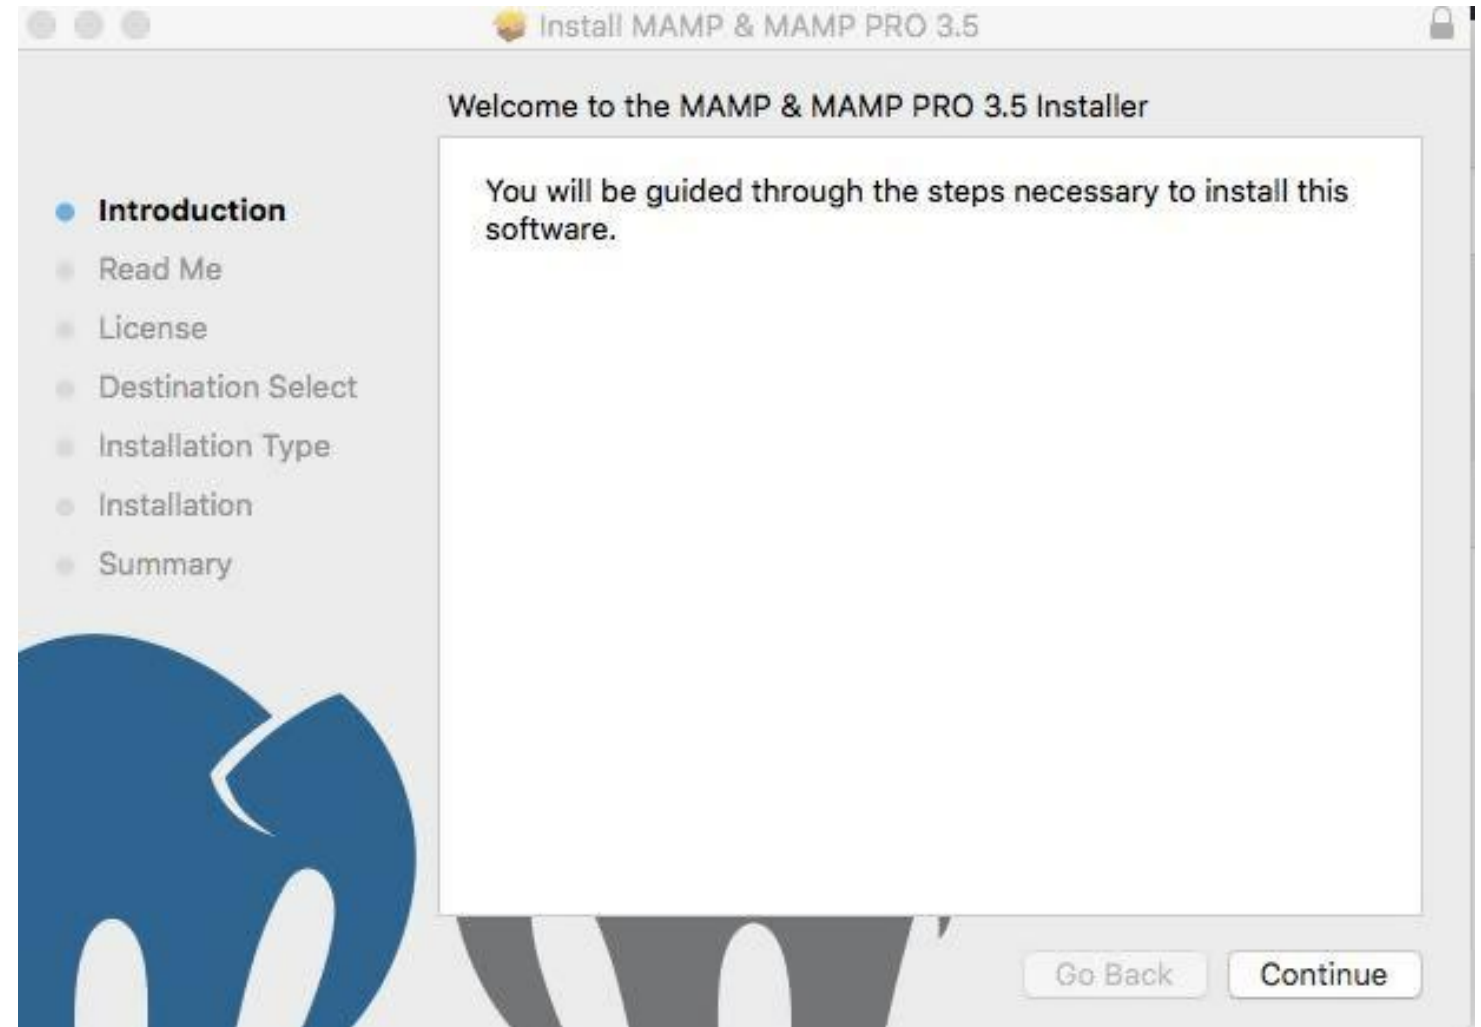 Install MAMP & MAMP PRO 3.5
Welcome to the MAMP & MAMP PRO 3.5 Installer
Introduction
Read Me
License
Destination Select
Installation Type
Installation
Summary
You will be guided through the steps necessary to install this
software.
Go Back
Continue